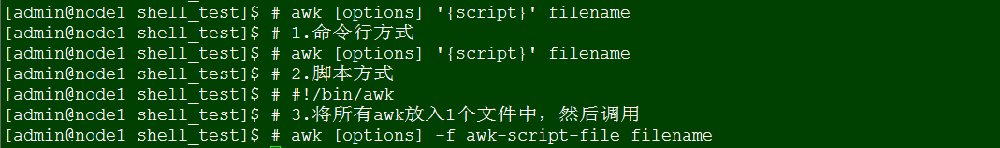 [admin@node1 shell_test]$ # awk [options] '{script}' filename
[admin@node1 shell_test]$ # 1.命令行方式
[admin@node1 shell_test]$ # awk [options] '{script}' filename
[admin@node1 shell_test]$ # 2.脚本方式
[admin@node1 shell_test]$ # #!/bin/awk
[admin@node1 shell_test]$ # 3.将所有awk放入1个文件中，然后调用
[admin@node1 shell_test]$ # awk [options] -f awk-script-file filename